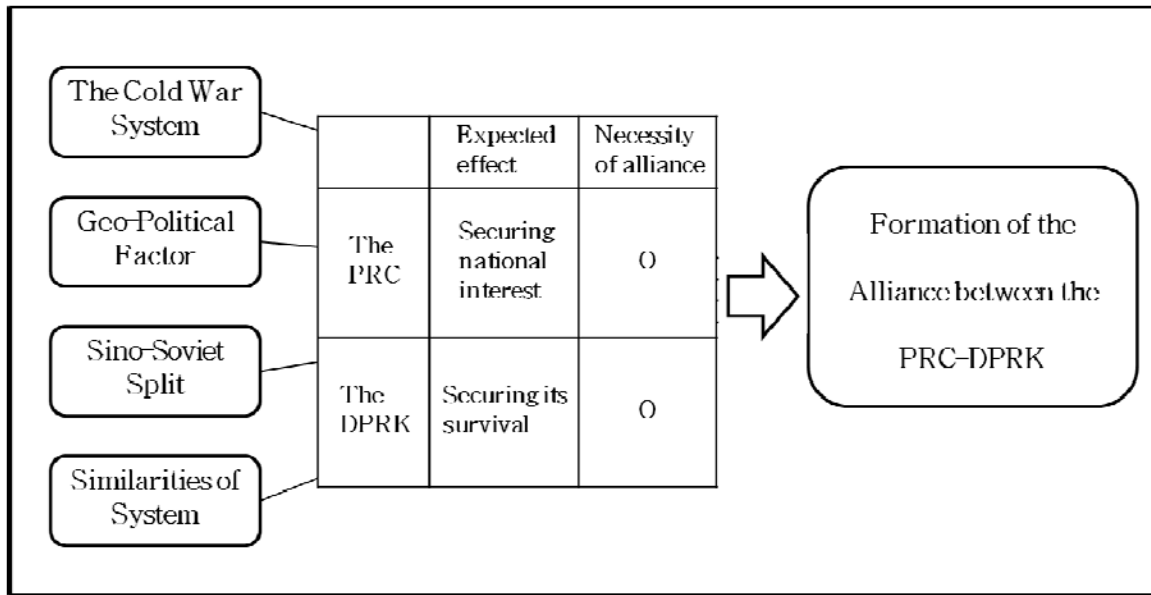 The Cold War
System
Geo-Political
Factor
Sino-Soviet
Split
Similarities of
System
Expected
effect
Necessity
of alliance
The
PRC
Securing
national
interest
O
The
DPRK
Securing its
survival
O
Formation of the
Alliance between the
PRC-DPRK